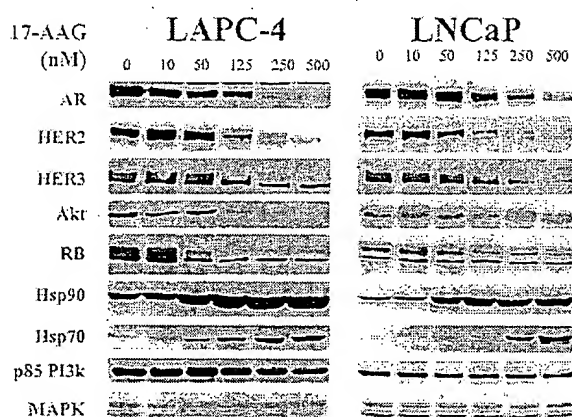 17-AAG LAPC-4 LNCaP
(nM) 0 10 50 125 250 500 0 10 50 125 250 500
AR
HER2
HER3
Akt
RB
Hsp90
Hsp70
p85 PI3k
MAPK